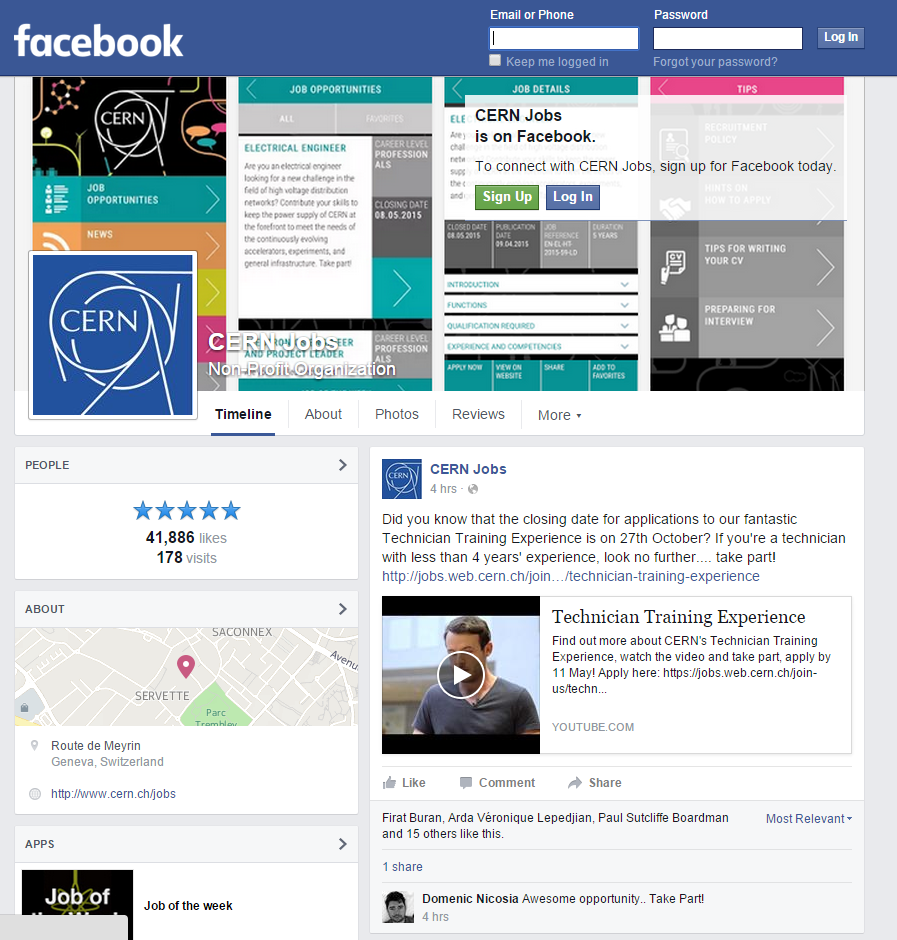 facebook
Email or Phone
Password
Log In
Keep me logged in
Forgot your password?
CERN
JOB
OPPORTUNITIES
NEWS
JOB OPPORTUNITIES
ALL
FAVORITES
ELECTRICAL ENGINEER
Are you an electrical engineer
looking for a new challenge in the
field of high voltage distribution
networks? Contribute your skills to
keep the power supply of CERN at
the forefront to meet the needs of
the continuously evolving
accelerators, experiments, and
general infrastructure. Take part!
CAREER LEVEL
PROFESSION
ALS
CLOSING DATE
08.05.2015
AND PROJECT LEADER
CAREER LEVEL
PROFESSION
ALS
JOB DETAILS
CERN Jobs
is on Facebook.
To connect with CERN Jobs, sign up for Facebook today.
Sign Up
Log In
CLOSED DATE
08.05.2015
PUBLICATION
DATE
09.04.2015
JOB
REFERENCE
EN-EL-HT-
2015-59-LD
DURATION
5 YEARS
INTRODUCTION
FUNCTIONS
QUALIFICATION REQUIRED
EXPERIENCE AND COMPETENCIES
APPLY NOW
VIEW ON
WEBSITE
SHARE
ADD TO
FAVORITES
TIPS
RECRUITMENT
POLICY
HINTS ON
HOW TO APPLY
CV
TIPS FOR WRITING
YOUR CV
PREPARING FOR
INTERVIEW
CERN
CERN Jobs
Non-Profit Organization
Timeline
About
Photos
Reviews
More
PEOPLE
41,886 likes
178 visits
ABOUT
SACONNEX
Avenu
SERVETTE
Parc
Trembley
Route de Meyrin
Geneva, Switzerland
http://www.cern.ch/jobs
APPS
Job of
the Week
Job of the week
CERN
CERN Jobs
4 hrs ·
Did you know that the closing date for applications to our fantastic
Technician Training Experience is on 27th October? If you're a technician
with less than 4 years' experience, look no further.... take part!
http://jobs.web.cern.ch/join…/technician-training-experience
Technician Training Experience
Find out more about CERN's Technician Training
Experience, watch the video and take part, apply by
11 May! Apply here: https://jobs.web.cern.ch/join-
us/techn...
YOUTUBE.COM
Like
Comment
Share
Firat Buran, Arda Véronique Lepedjian, Paul Sutcliffe Boardman
and 15 others like this.
Most Relevant
1 share
Domenic Nicosia Awesome opportunity.. Take Part!
4 hrs